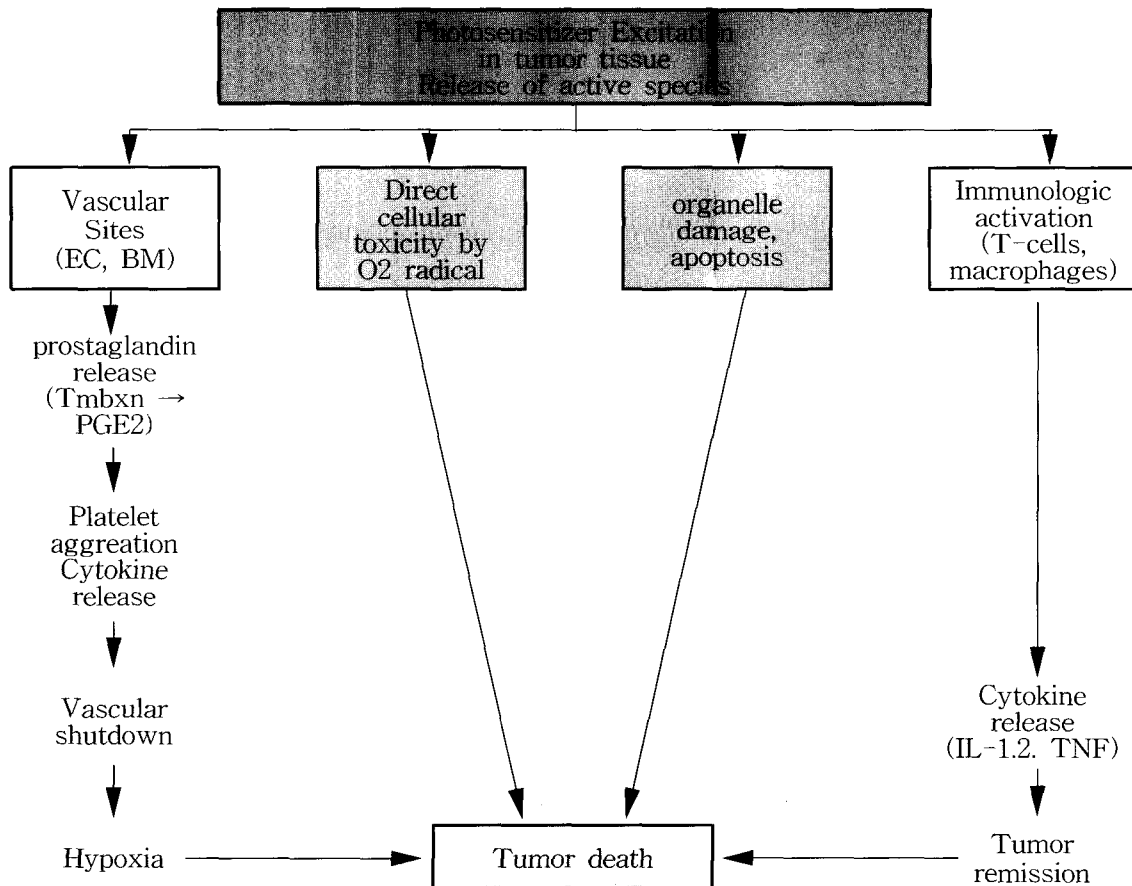 Photosensitizer Excitation
in tumor tissue
Release of active species
Vascular
Sites
(EC, BM)
Direct
cellular
toxicity by
O2 radical
organelle
damage,
apoptosis
Immunologic
activation
(T-cells,
macrophages)
prostaglandin
release
(Tmbxn →
PGE2)
Platelet
aggreation
Cytokine
release
Vascular
shutdown
Hypoxia
Cytokine
release
(IL-1.2. TNF)
Tumor
remission
Tumor death